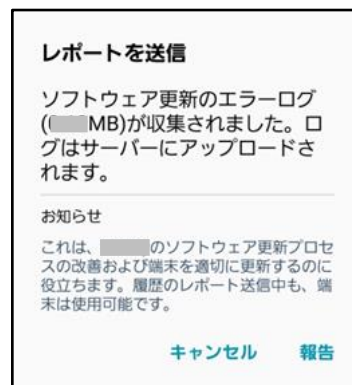 レポートを送信
ソフトウェア更新のエラーログ
( MB)が収集されました。ロ
グはサーバーにアップロードさ
れます。
お知らせ
これは、 のソフトウェア更新プロセ
スの改善および端末を適切に更新するのに
役立ちます。履歴のレポート送信中も、端
末は使用可能です。
キャンセル 報告